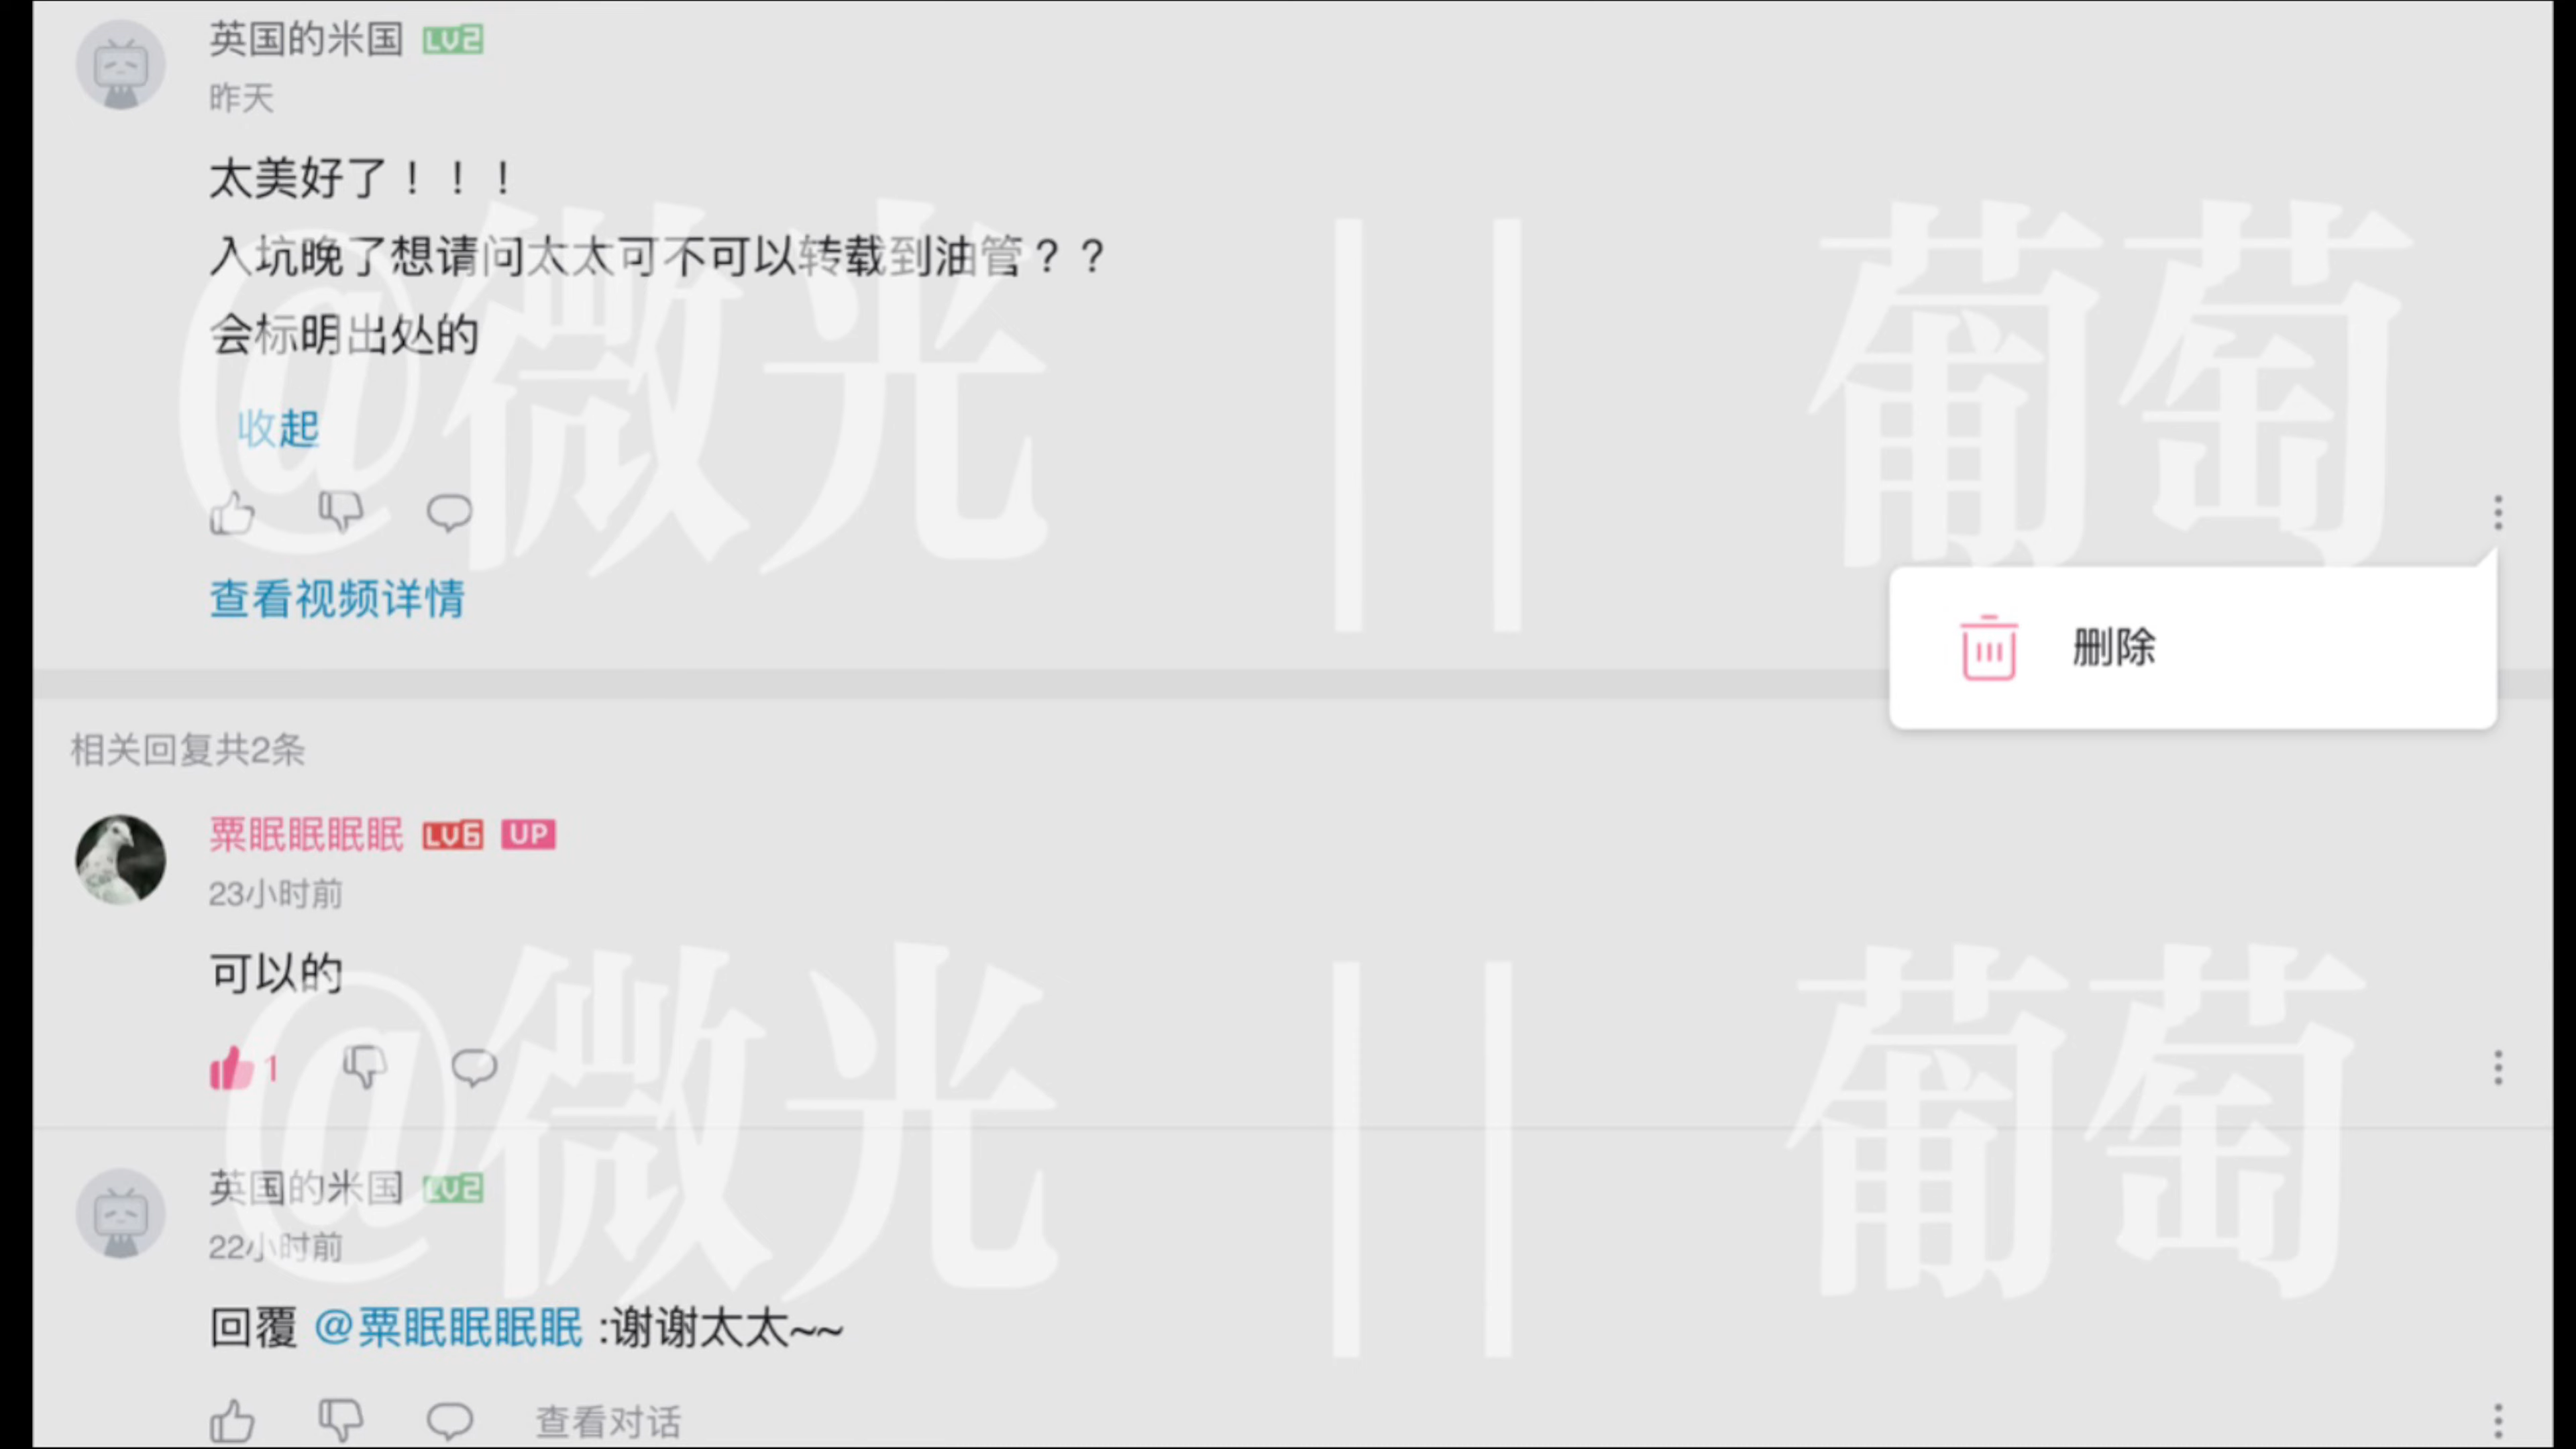 英国的米国 LV2
昨天
太美好了！！！
入坑晚了想请问太太可不可以转载到油管？？
会标明出处的
收起
查看视频详情
删除
相关回复共2条
粟眠眠眠眠 LV6 UP
23小时前
可以的
1
英国的米国 LV2
22小时前
回覆 @粟眠眠眠眠 :谢谢太太~~
查看对话
@微光 || 葡萄
@微光 || 葡萄